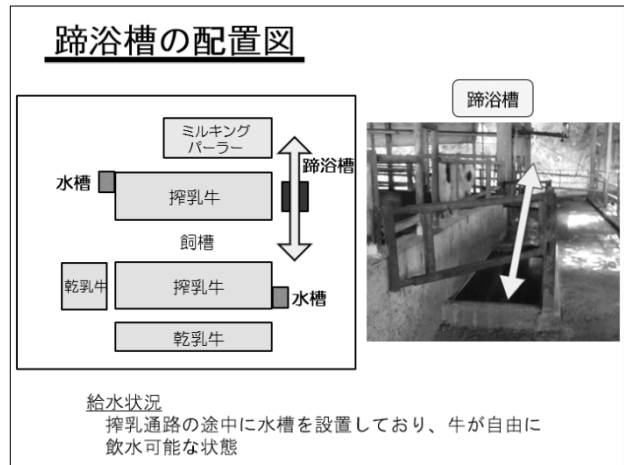 蹄浴槽の配置図
蹄浴槽
ミルキング
パーラー
蹄浴槽
水槽
搾乳牛
飼槽
乾乳牛
搾乳牛
水槽
乾乳牛
給水状況
搾乳通路の途中に水槽を設置しており、牛が自由に
飲水可能な状態